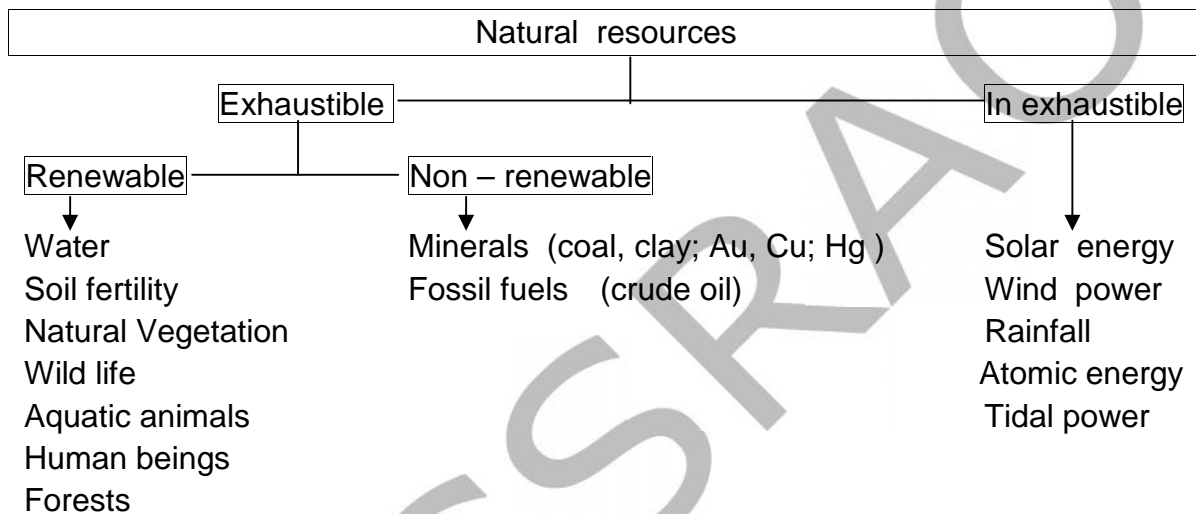 Natural resources
Exhaustible
In exhaustible
Renewable
Non – renewable
Water
Minerals (coal, clay; Au, Cu; Hg )
Solar energy
Soil fertility
Fossil fuels (crude oil)
Wind power
Natural Vegetation
Rainfall
Wild life
Atomic energy
Aquatic animals
Tidal power
Human beings
Forests
SSRAO